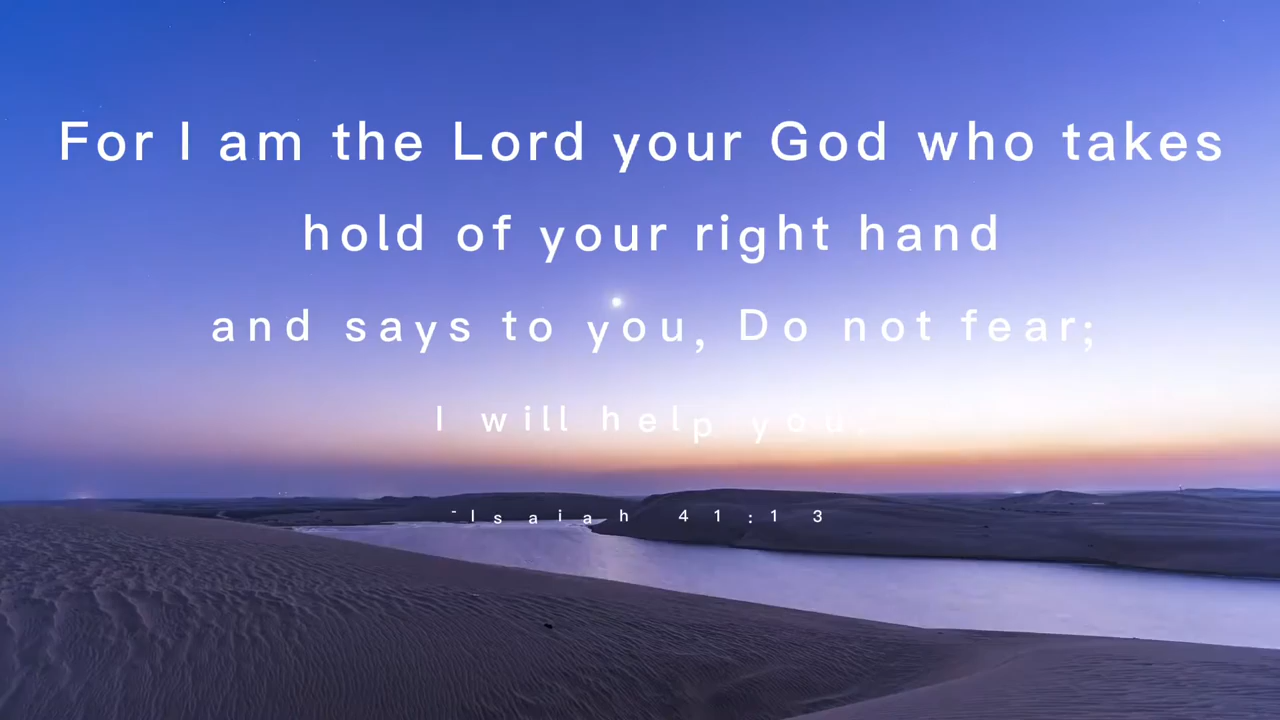 For I am the Lord your God who takes
hold of your right hand
and says to you, Do not fear;
I will help you.
-Isaiah 41:13